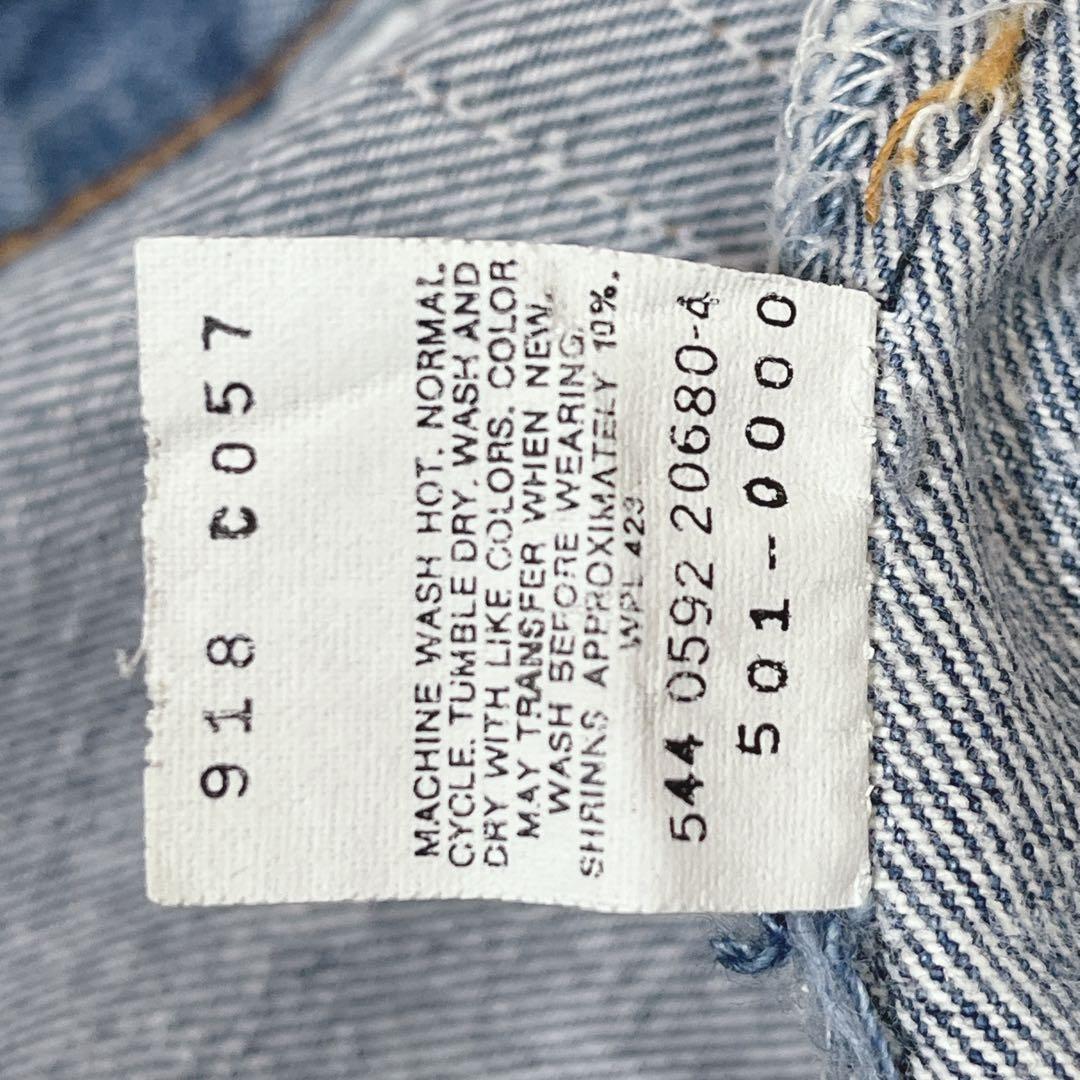 918 C057
MACHINE WASH HOT. NORMAL
CYCLE. TUMBLE DRY. WASH AND
DRY WITH LIKE COLORS. COLOR
MAY TRANSFER WHEN NEW.
WASH BEFORE WEARING.
SHRINKS APPROXIMATELY 10%.
WPL 423
544 0592 20680-4
501-0000